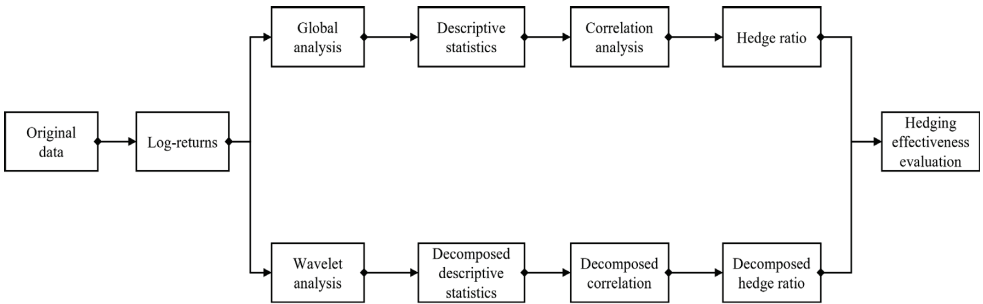 Global
analysis
Descriptive
statistics
Correlation
analysis
Hedge ratio
Original
data
Log-returns
Hedging
effectiveness
evaluation
Wavelet
analysis
Decomposed
descriptive
statistics
Decomposed
correlation
Decomposed
hedge ratio